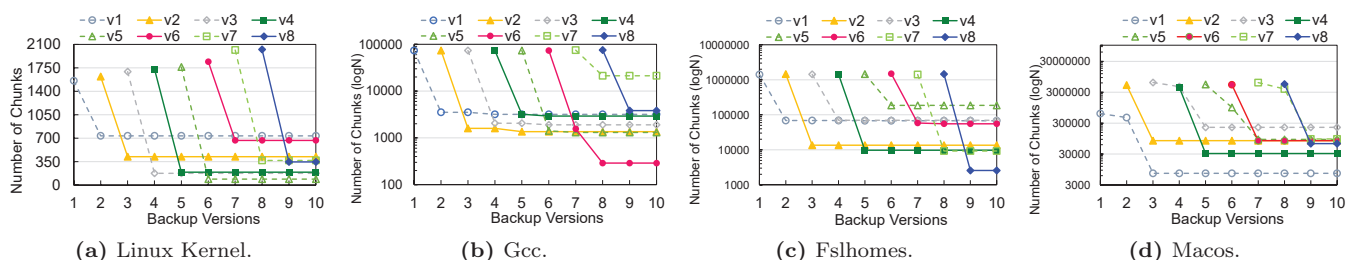 v1 v2 v3 v4
v5 v6 v7 v8
2100
1750
1400
1050
700
350
0
Number of Chunks
1 2 3 4 5 6 7 8 9 10
Backup Versions
(a) Linux Kernel.
v1 v2 v3 v4
v5 v6 v7 v8
100000
10000
1000
100
Number of Chunks (logN)
1 2 3 4 5 6 7 8 9 10
Backup Versions
(b) Gcc.
v1 v2 v3 v4
v5 v6 v7 v8
10000000
1000000
100000
10000
1000
Number of Chunks (logN)
1 2 3 4 5 6 7 8 9 10
Backup Versions
(c) Fslhomes.
v1 v2 v3 v4
v5 v6 v7 v8
30000000
3000000
300000
30000
3000
Number of Chunks (logN)
1 2 3 4 5 6 7 8 9 10
Backup Versions
(d) Macos.